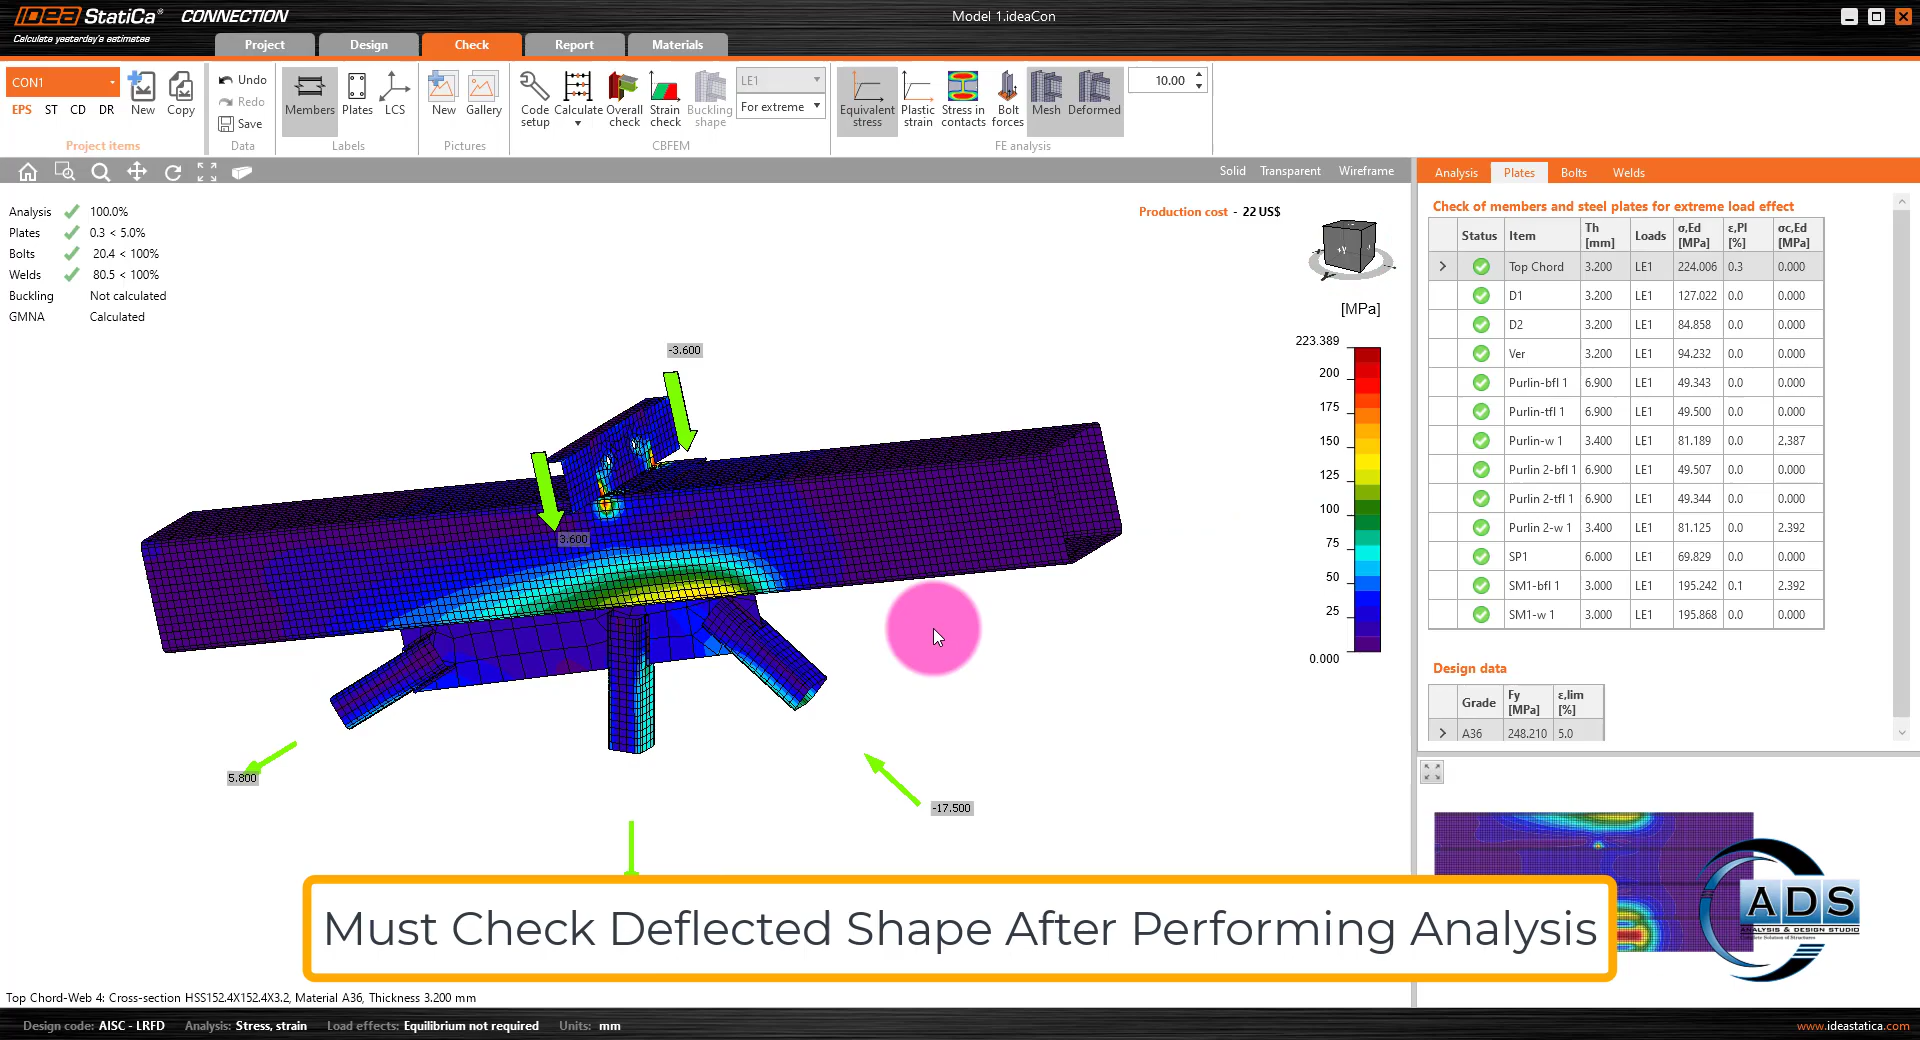 IDEA StatiCa® CONNECTION
Calculate yesterday's estimates
Model 1.ideaCon
Project Design Check Report Materials
CON1
EPS ST CD DR
New Copy
Project items
Undo
Redo
Save
Data
Members Plates LCS
Labels
New Gallery
Pictures
Code setup
Calculate
Overall check
Strain check
Buckling shape
LE1
For extreme
CBFEM
Equivalent stress
Plastic strain
Stress in contacts
Bolt forces
Mesh
Deformed
10.00
FE analysis
Solid Transparent Wireframe
Analysis 100.0%
Plates 0.3 < 5.0%
Bolts 20.4 < 100%
Welds 80.5 < 100%
Buckling Not calculated
GMNA Calculated
Production cost - 22 US$
+Y
[MPa]
223.389
200
175
150
125
100
75
50
25
0.000
-3.600
3.600
5.800
-17.500
Analysis Plates Bolts Welds
Check of members and steel plates for extreme load effect
Status Item Th [mm] Loads σ,Ed [MPa] ε,Pl [%] σc,Ed [MPa]
Top Chord 3.200 LE1 224.006 0.3 0.000
D1 3.200 LE1 127.022 0.0 0.000
D2 3.200 LE1 84.858 0.0 0.000
Ver 3.200 LE1 94.232 0.0 0.000
Purlin-bfl 1 6.900 LE1 49.343 0.0 0.000
Purlin-tfl 1 6.900 LE1 49.500 0.0 0.000
Purlin-w 1 3.400 LE1 81.189 0.0 2.387
Purlin 2-bfl 1 6.900 LE1 49.507 0.0 0.000
Purlin 2-tfl 1 6.900 LE1 49.344 0.0 0.000
Purlin 2-w 1 3.400 LE1 81.125 0.0 2.392
SP1 6.000 LE1 69.829 0.0 0.000
SM1-bfl 1 3.000 LE1 195.242 0.1 2.392
SM1-w 1 3.000 LE1 195.868 0.0 0.000
Design data
Grade Fy [MPa] ε,lim [%]
A36 248.210 5.0
Must Check Deflected Shape After Performing Analysis
ADS
ANALYSIS & DESIGN STUDIO
Complete Solution of Structures
Top Chord-Web 4: Cross-section HSS152.4X152.4X3.2, Material A36, Thickness 3.200 mm
Design code: AISC - LRFD Analysis: Stress, strain Load effects: Equilibrium not required Units: mm
www.ideastatica.com